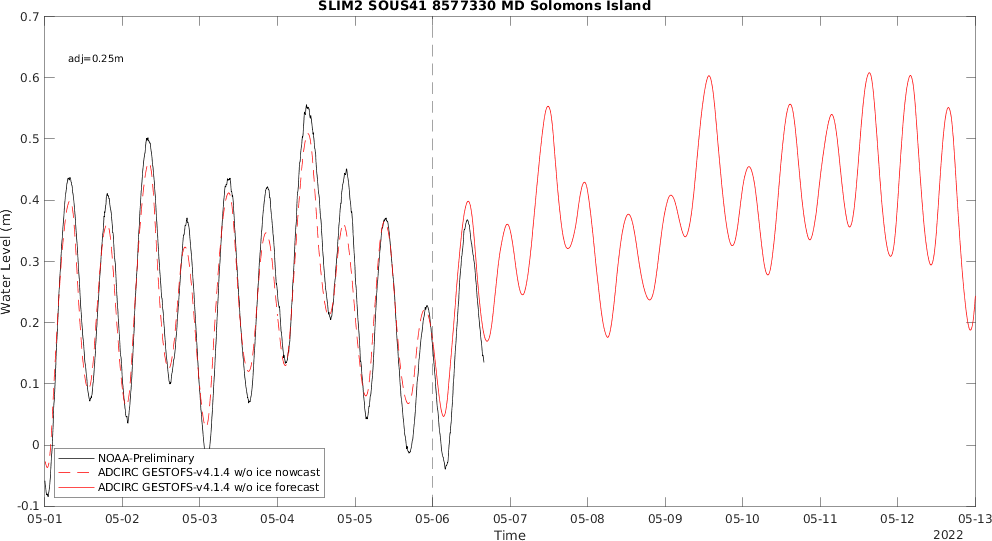 SLIM2 SOUS41 8577330 MD Solomons Island
0.7
adj=0.25m
0.6
0.5
0.4
0.3
0.2
0.1
0
-0.1
Water Level (m)
NOAA-Preliminary
ADCIRC GESTOFS-v4.1.4 w/o ice nowcast
ADCIRC GESTOFS-v4.1.4 w/o ice forecast
05-01 05-02 05-03 05-04 05-05 05-06 05-07 05-08 05-09 05-10 05-11 05-12 05-13
Time
2022